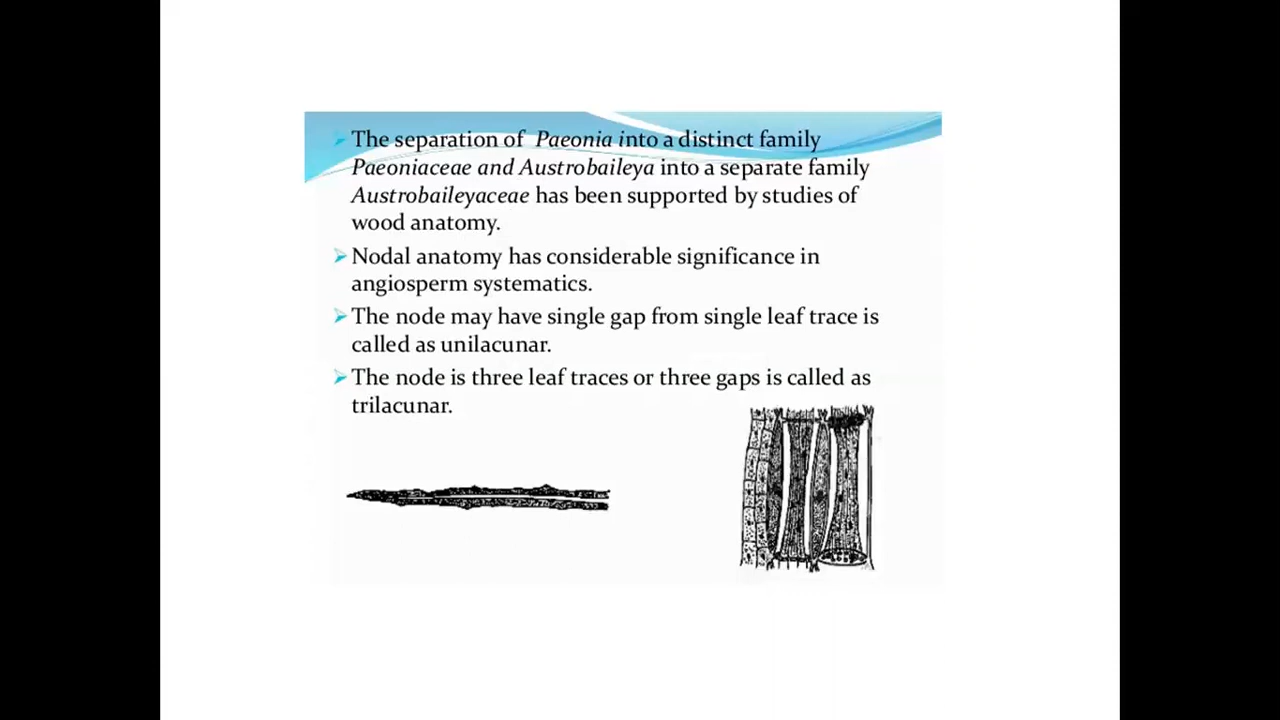 The separation of Paeonia into a distinct family
Paeoniaceae and Austrobaileya into a separate family
Austrobaileyaceae has been supported by studies of
wood anatomy.
Nodal anatomy has considerable significance in
angiosperm systematics.
The node may have single gap from single leaf trace is
called as unilacunar.
The node is three leaf traces or three gaps is called as
trilacunar.